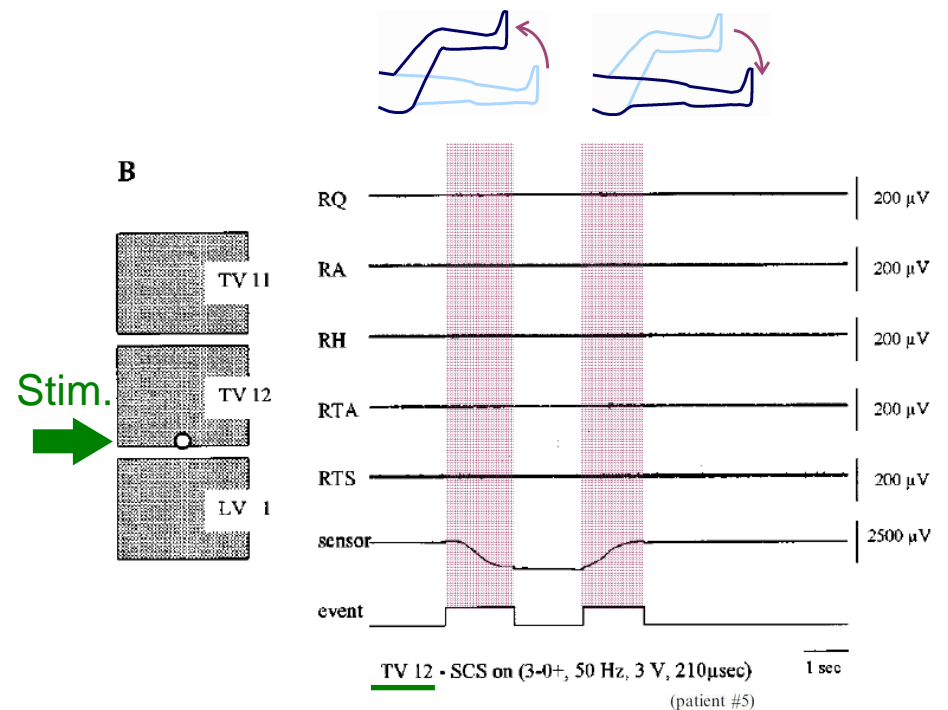 B
TV 11
Stim.
TV 12
LV 1
RQ
200 µV
RA
200 µV
RH
200 µV
RTA
200 µV
RTS
200 µV
sensor
2500 µV
event
TV 12 - SCS on (3-0+, 50 Hz, 3 V, 210µsec)
1 sec
(patient #5)